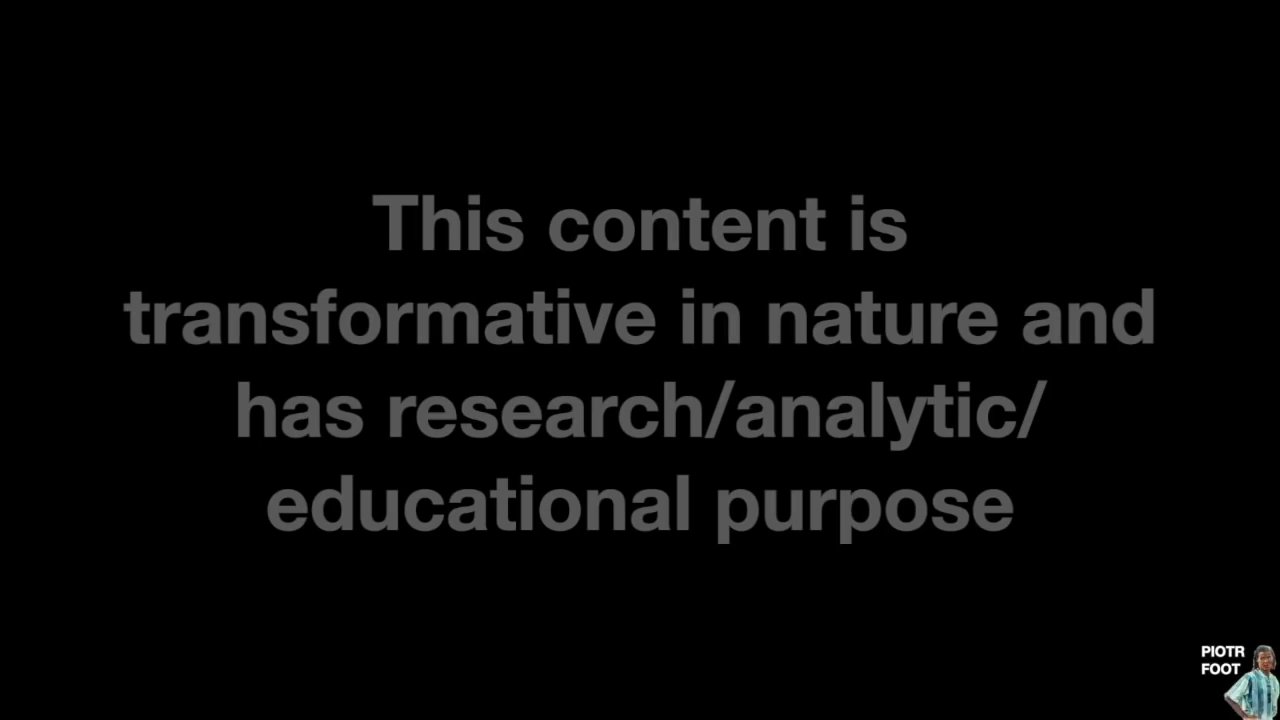 This content is
transformative in nature and
has research/analytic/
educational purpose
PIOTR
FOOT